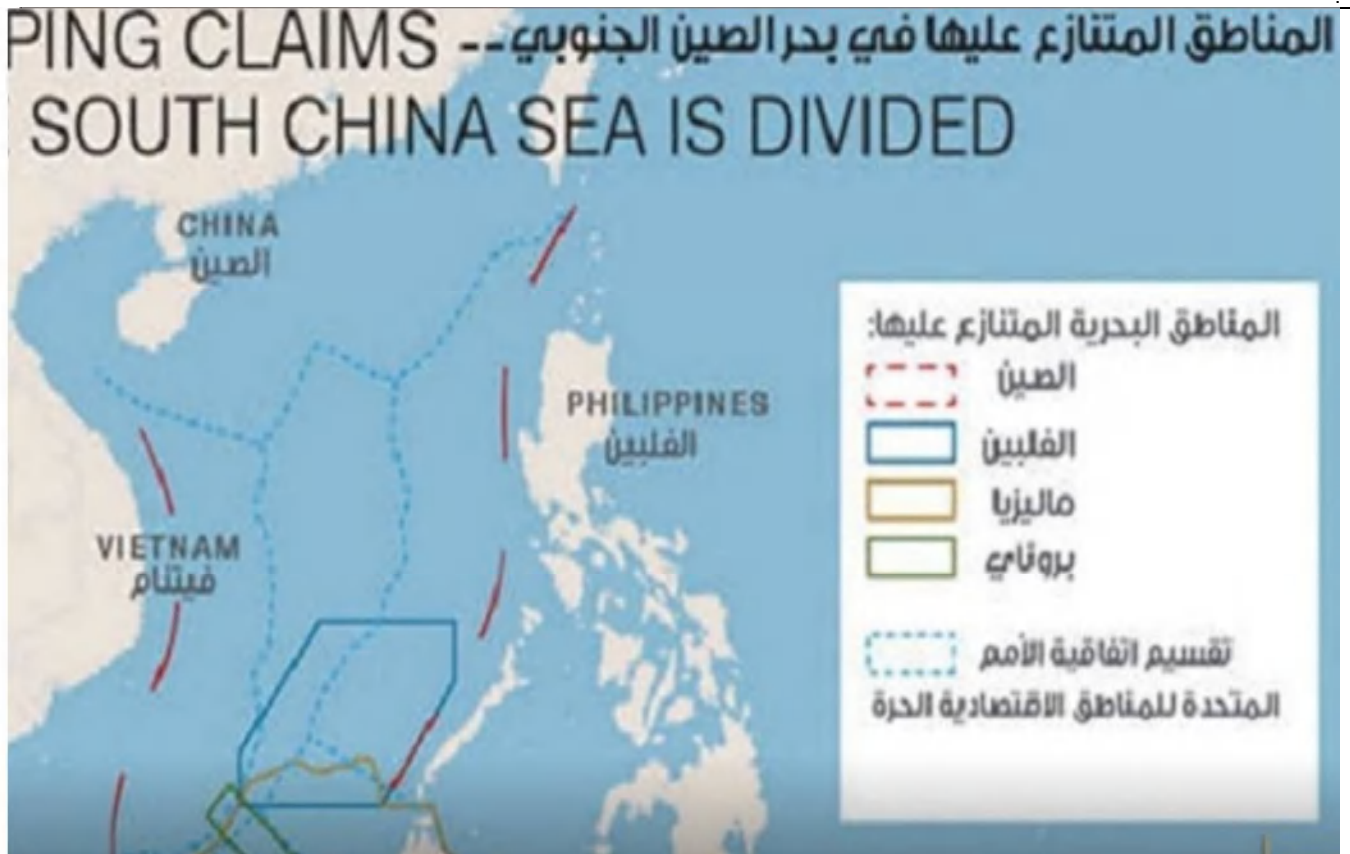 PING CLAIMS -- المناطق المتنازع عليها في بحر الصين الجنوبي
SOUTH CHINA SEA IS DIVIDED
CHINA
الصين
PHILIPPINES
الفلبين
VIETNAM
فيتنام
المناطق البحرية المتنازع عليها:
الصين
الفلبين
ماليزيا
بروناي
تقسيم اتفاقية الأمم
المتحدة للمناطق الاقتصادية الحرة